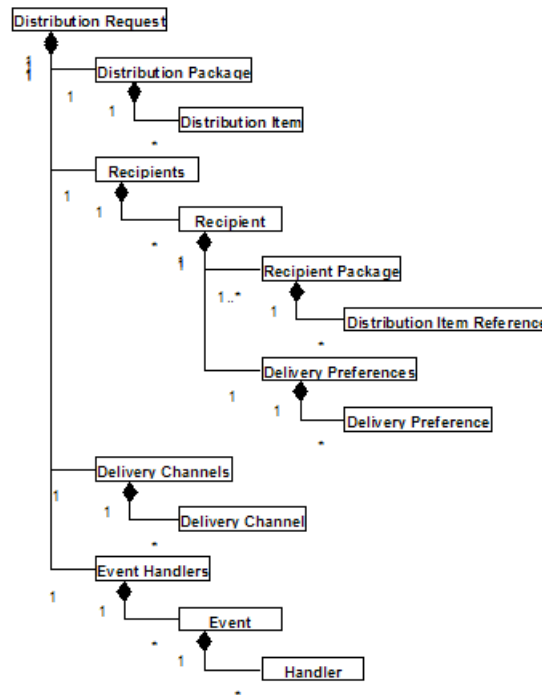 Distribution Request
1
1
1
Distribution Package
1
1
Distribution Item
*
Recipients
1
1
Recipient
*
1
1
Recipient Package
1..*
1
Distribution Item Reference
*
Delivery Preferences
1
1
Delivery Preference
*
Delivery Channels
1
1
Delivery Channel
*
Event Handlers
1
1
Event
*
1
Handler
*